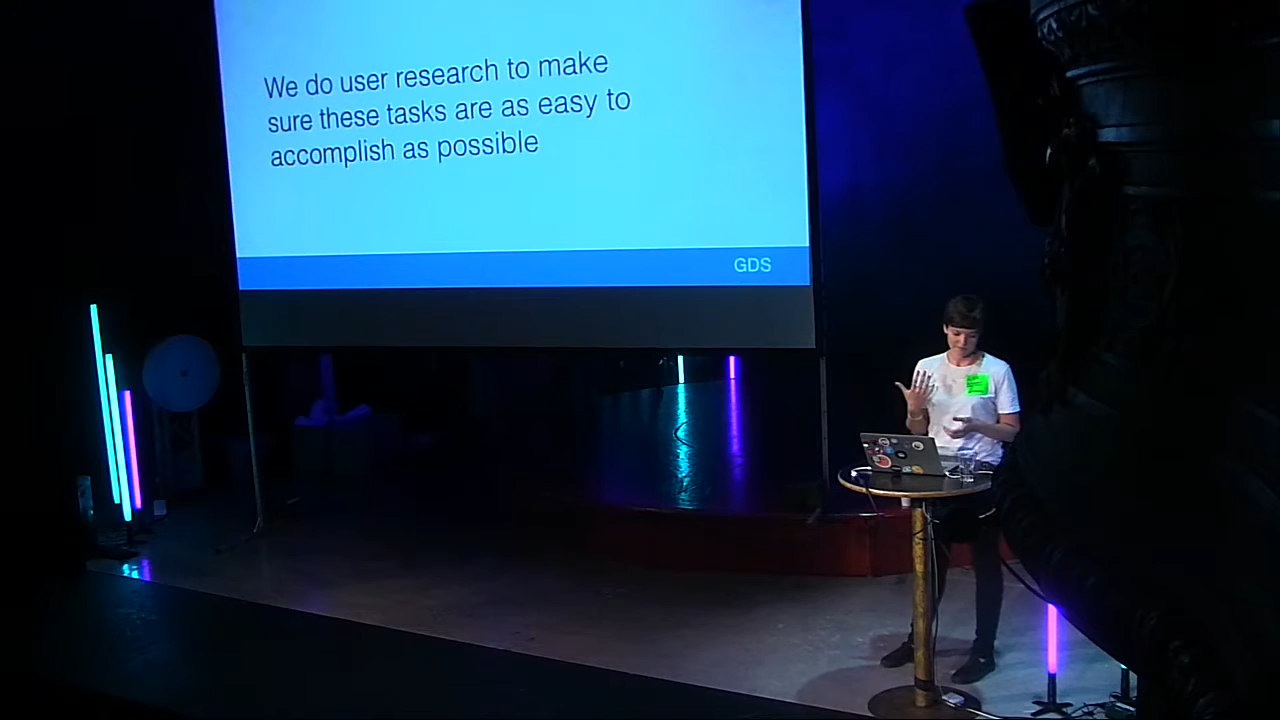 We do user research to make
sure these tasks are as easy to
accomplish as possible
GDS